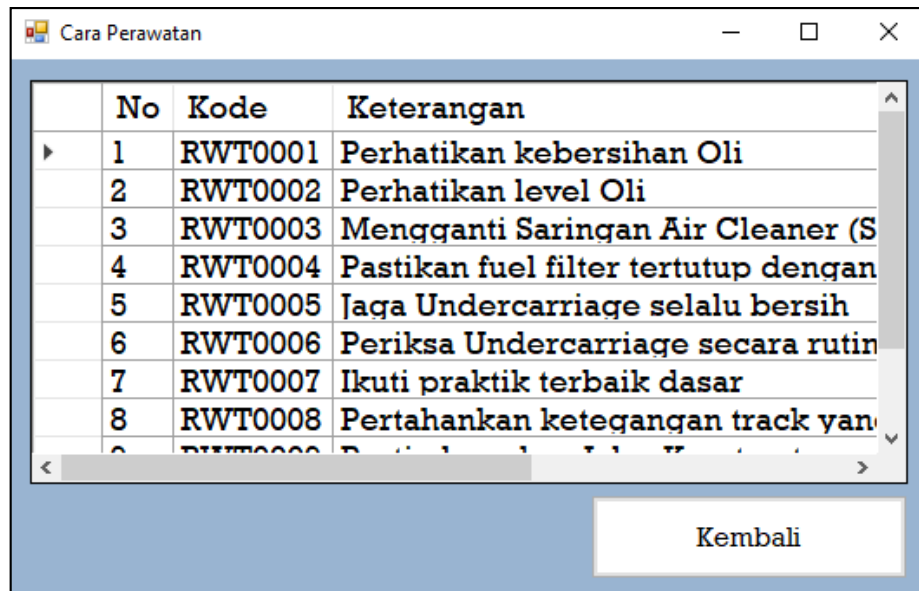 Cara Perawatan
No Kode Keterangan
1 RWT0001 Perhatikan kebersihan Oli
2 RWT0002 Perhatikan level Oli
3 RWT0003 Mengganti Saringan Air Cleaner (S
4 RWT0004 Pastikan fuel filter tertutup dengan
5 RWT0005 Jaga Undercarriage selalu bersih
6 RWT0006 Periksa Undercarriage secara rutin
7 RWT0007 Ikuti praktik terbaik dasar
8 RWT0008 Pertahankan ketegangan track yan
Kembali